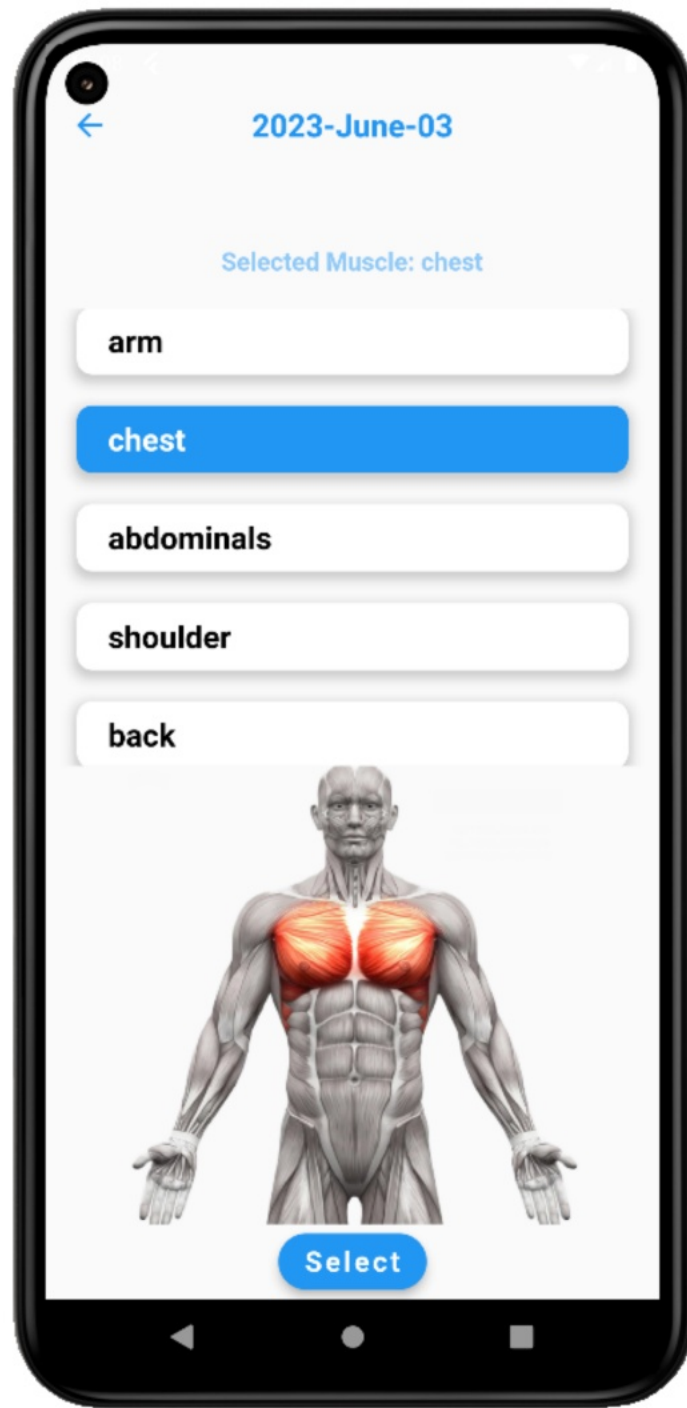 2023-June-03
Selected Muscle: chest
arm
chest
abdominals
shoulder
back
Select